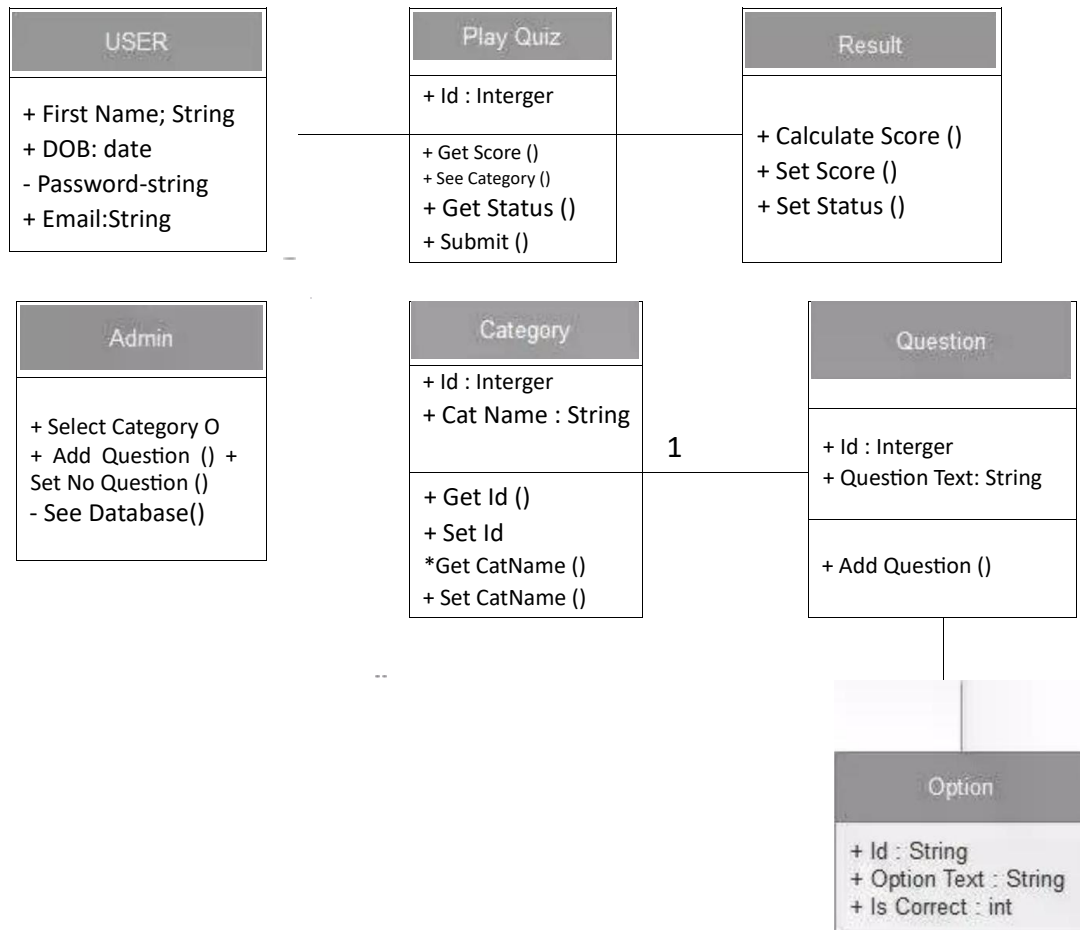 USER
+ First Name; String
+ DOB: date
- Password-string
+ Email:String
Play Quiz
+ Id : Interger
+ Get Score ()
+ See Category ()
+ Get Status ()
+ Submit ()
Result
+ Calculate Score ()
+ Set Score ()
+ Set Status ()
Admin
+ Select Category O
+ Add Question () +
Set No Question ()
- See Database()
Category
+ Id : Interger
+ Cat Name : String
+ Get Id ()
+ Set Id
*Get CatName ()
+ Set CatName ()
1
Question
+ Id : Interger
+ Question Text: String
+ Add Question ()
Option
+ Id : String
+ Option Text : String
+ Is Correct : int